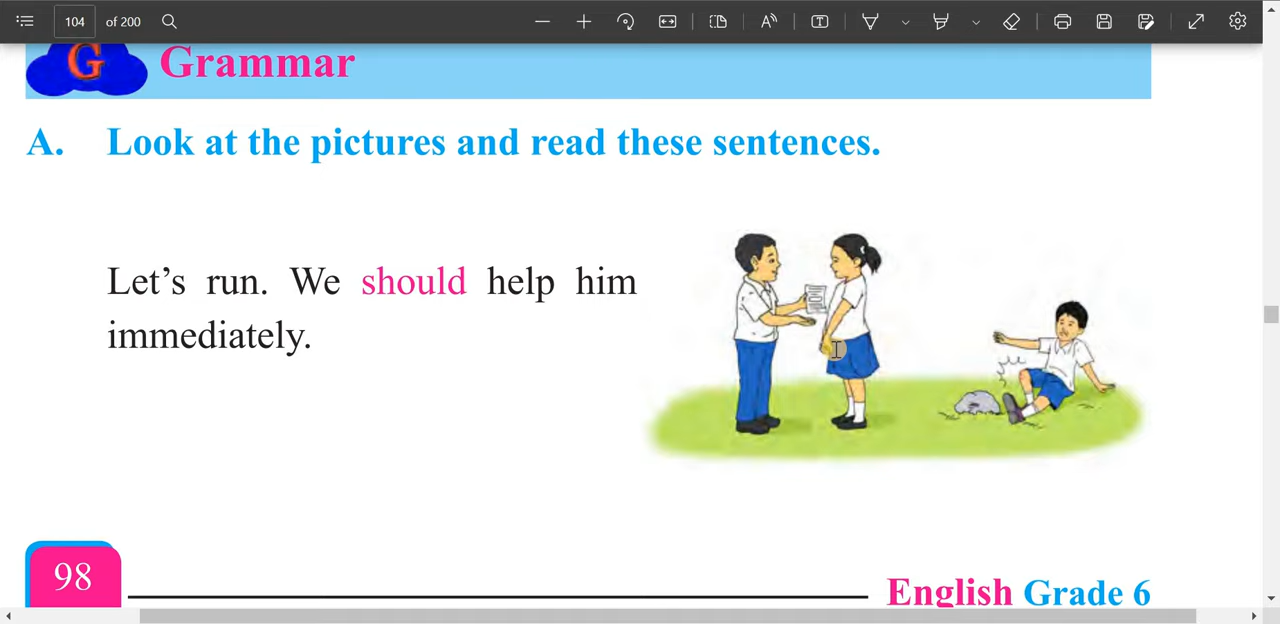 104 of 200
G Grammar
A. Look at the pictures and read these sentences.
Let's run. We should help him
immediately.
98
English Grade 6